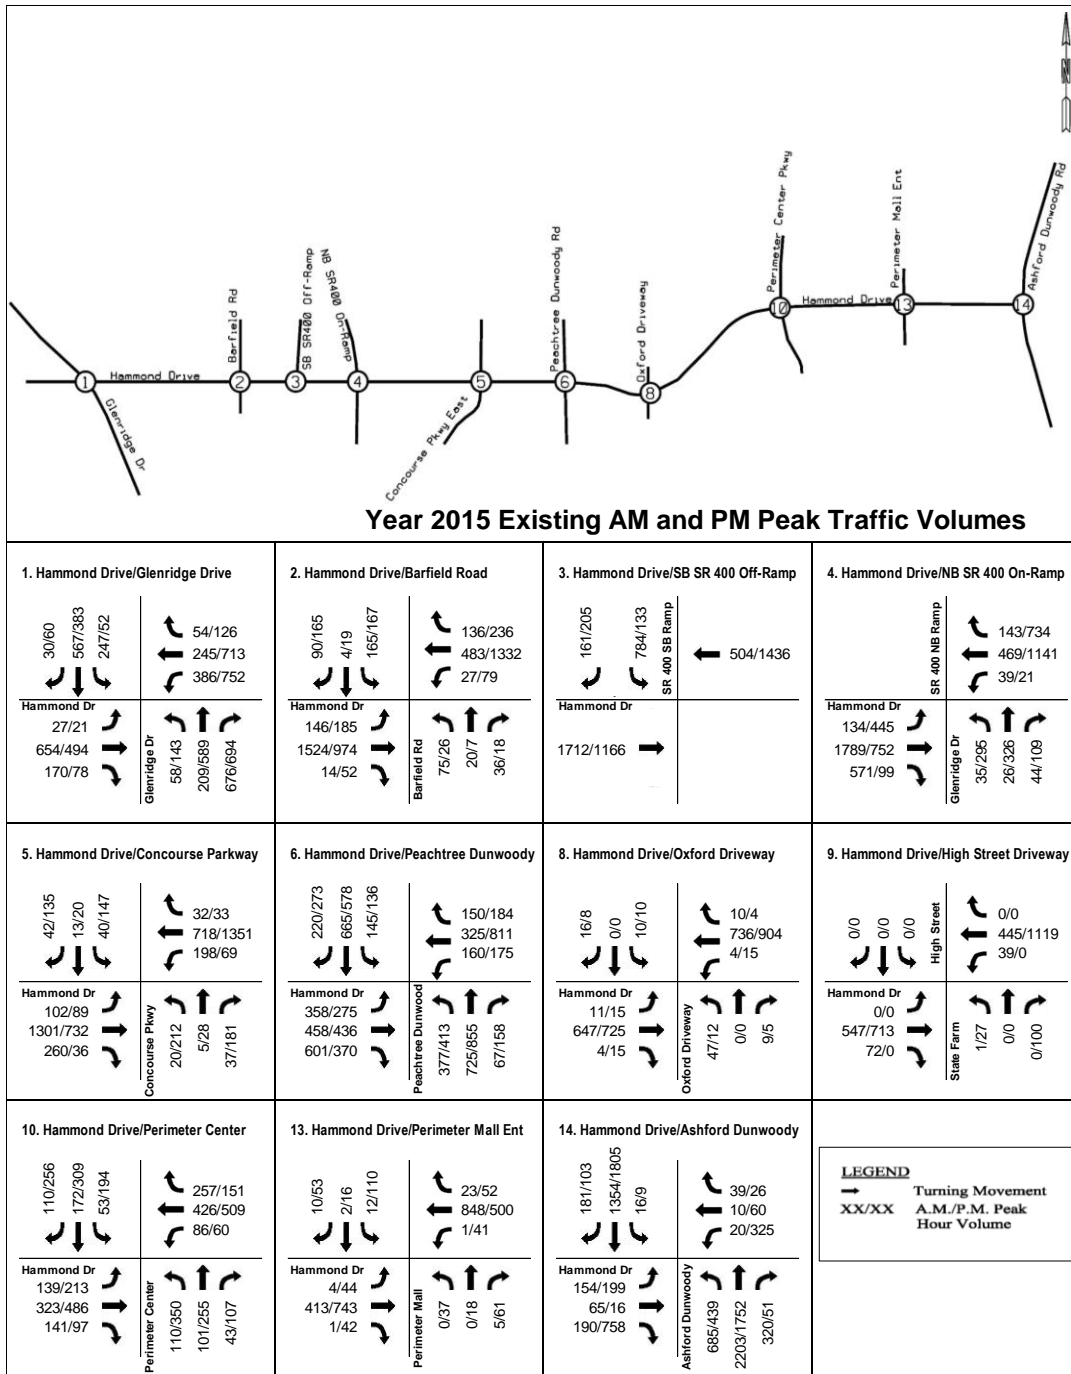 N
Perimeter Center Pkwy
Perimeter Mall Ent
Ashford Dunwoody Rd
NB SR400 On-Ramp
SB SR400 Off-Ramp
Barfield Rd
Peachtree Dunwoody Rd
Oxford Driveway
10
Hammond Drive
13
14
1
Hammond Drive
2
3
4
5
6
8
Glenridge Dr
Concourse Pkwy East
Year 2015 Existing AM and PM Peak Traffic Volumes
1. Hammond Drive/Glenridge Drive
30/60
567/383
247/52
54/126
245/713
386/752
Hammond Dr
27/21
654/494
170/78
Glenridge Dr
58/143
209/589
676/694
2. Hammond Drive/Barfield Road
90/165
4/19
165/167
136/236
483/1332
27/79
Hammond Dr
146/185
1524/974
14/52
Barfield Rd
75/26
20/7
36/18
3. Hammond Drive/SB SR 400 Off-Ramp
161/205
784/133
SR 400 SB Ramp
504/1436
Hammond Dr
1712/1166
4. Hammond Drive/NB SR 400 On-Ramp
SR 400 NB Ramp
143/734
469/1141
39/21
Hammond Dr
134/445
1789/752
571/99
Glenridge Dr
35/295
26/326
44/109
5. Hammond Drive/Concourse Parkway
42/135
13/20
40/147
32/33
718/1351
198/69
Hammond Dr
102/89
1301/732
260/36
Concourse Pkwy
20/212
5/28
37/181
6. Hammond Drive/Peachtree Dunwoody
220/273
665/578
145/136
150/184
325/811
160/175
Hammond Dr
358/275
458/436
601/370
Peachtree Dunwood
377/413
725/855
67/158
8. Hammond Drive/Oxford Driveway
16/8
0/0
10/10
10/4
736/904
4/15
Hammond Dr
11/15
647/725
4/15
Oxford Driveway
47/12
0/0
9/5
9. Hammond Drive/High Street Driveway
0/0
0/0
0/0
High Street
0/0
445/1119
39/0
Hammond Dr
0/0
547/713
72/0
State Farm
1/27
0/0
0/100
10. Hammond Drive/Perimeter Center
110/256
172/309
53/194
257/151
426/509
86/60
Hammond Dr
139/213
323/486
141/97
Perimeter Center
110/350
101/255
43/107
13. Hammond Drive/Perimeter Mall Ent
10/53
2/16
12/110
23/52
848/500
1/41
Hammond Dr
4/44
413/743
1/42
Perimeter Mall
0/37
0/18
5/61
14. Hammond Drive/Ashford Dunwoody
181/103
1354/1805
16/9
39/26
10/60
20/325
Hammond Dr
154/199
65/16
190/758
Ashford Dunwoody
685/439
2203/1752
320/51
LEGEND
Turning Movement
XX/XX A.M./P.M. Peak
Hour Volume